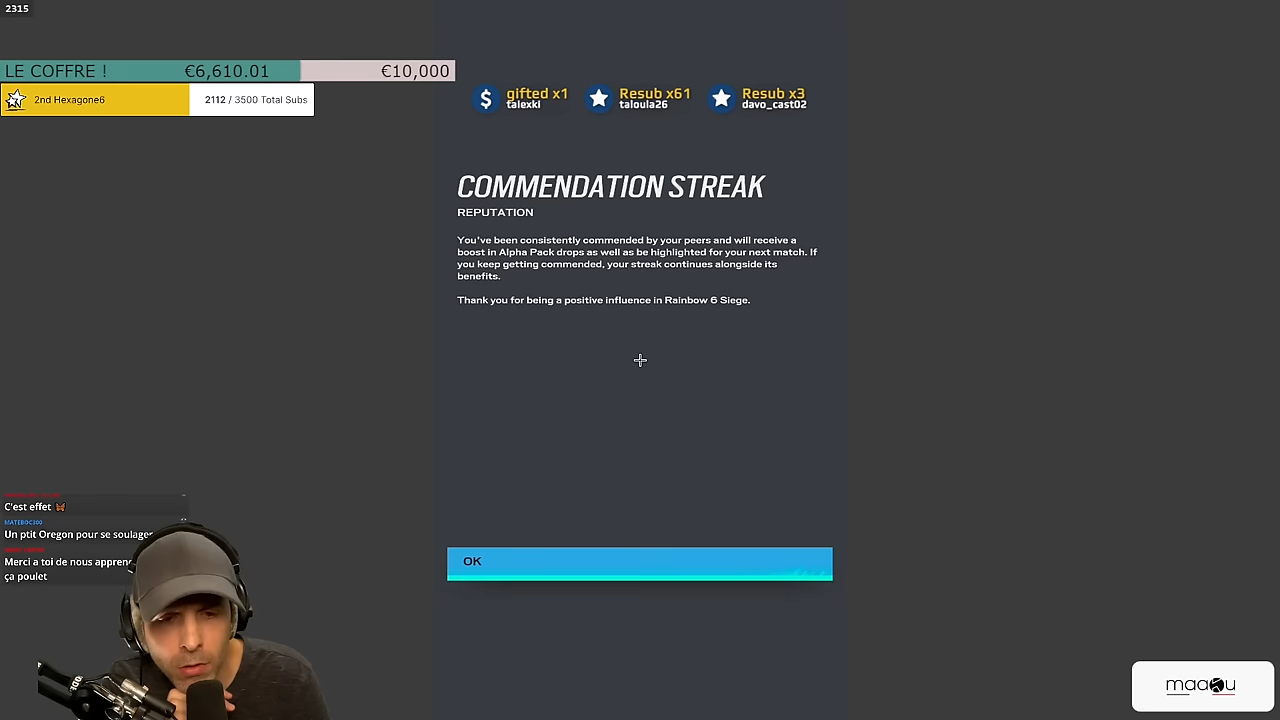 2315
LE COFFRE ! €6,610.01 €10,000
2nd Hexagone6 2112 / 3500 Total Subs
gifted x1 Resub x61 Resub x3
talexkl taloula26 davo_cast02
COMMENDATION STREAK
REPUTATION
You've been consistently commended by your peers and will receive a
boost in Alpha Pack drops as well as be highlighted for your next match. If
you keep getting commended, your streak continues alongside its
benefits.
Thank you for being a positive influence in Rainbow 6 Siege.
C'est effet
Un ptit Oregon pour se soulager
Merci a toi de nous
ça poulet
OK
maaou